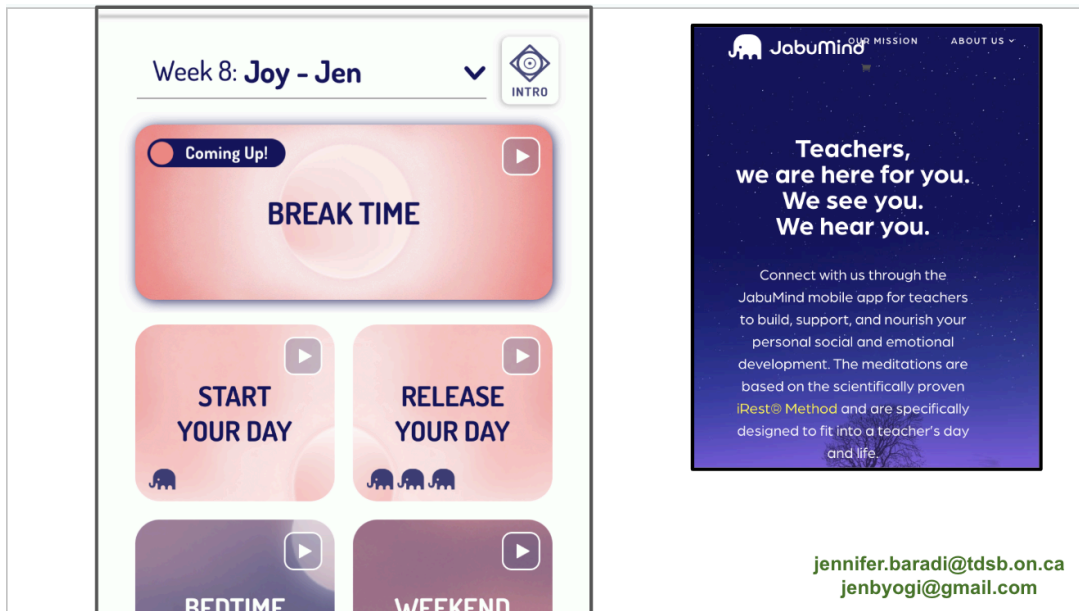 Week 8: Joy - Jen
INTRO
Coming Up!
BREAK TIME
START
YOUR DAY
RELEASE
YOUR DAY
BEDTIME
WEEKEND
JabuMind
OUR MISSION
ABOUT US
Teachers,
we are here for you.
We see you.
We hear you.
Connect with us through the
JabuMind mobile app for teachers
to build, support, and nourish your
personal social and emotional
development. The meditations are
based on the scientifically proven
iRest® Method and are specifically
designed to fit into a teacher's day
and life.
jennifer.baradi@tdsb.on.ca
jenbyogi@gmail.com